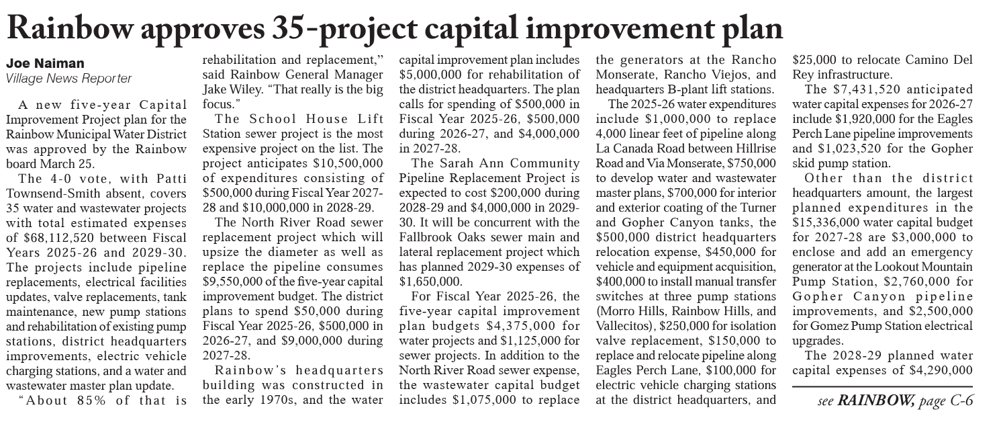 Rainbow approves 35-project capital improvement plan
Joe Naiman
Village News Reporter
A new five-year Capital
Improvement Project plan for the
Rainbow Municipal Water District
was approved by the Rainbow
board March 25.
The 4-0 vote, with Patti
Townsend-Smith absent, covers
35 water and wastewater projects
with total estimated expenses
of $68,112,520 between Fiscal
Years 2025-26 and 2029-30.
The projects include pipeline
replacements, electrical facilities
updates, valve replacements, tank
maintenance, new pump stations
and rehabilitation of existing pump
stations, district headquarters
improvements, electric vehicle
charging stations, and a water and
wastewater master plan update.
“About 85% of that is
rehabilitation and replacement,”
said Rainbow General Manager
Jake Wiley. “That really is the big
focus.”
The School House Lift
Station sewer project is the most
expensive project on the list. The
project anticipates $10,500,000
of expenditures consisting of
$500,000 during Fiscal Year 2027-
28 and $10,000,000 in 2028-29.
The North River Road sewer
replacement project which will
upsize the diameter as well as
replace the pipeline consumes
$9,550,000 of the five-year capital
improvement budget. The district
plans to spend $50,000 during
Fiscal Year 2025-26, $500,000 in
2026-27, and $9,000,000 during
2027-28.
Rainbow’s headquarters
building was constructed in
the early 1970s, and the water
capital improvement plan includes
$5,000,000 for rehabilitation of
the district headquarters. The plan
calls for spending of $500,000 in
Fiscal Year 2025-26, $500,000
during 2026-27, and $4,000,000
in 2027-28.
The Sarah Ann Community
Pipeline Replacement Project is
expected to cost $200,000 during
2028-29 and $4,000,000 in 2029-
30. It will be concurrent with the
Fallbrook Oaks sewer main and
lateral replacement project which
has planned 2029-30 expenses of
$1,650,000.
For Fiscal Year 2025-26, the
five-year capital improvement
plan budgets $4,375,000 for
water projects and $1,125,000 for
sewer projects. In addition to the
North River Road sewer expense,
the wastewater capital budget
includes $1,075,000 to replace
the generators at the Rancho
Monserate, Rancho Viejos, and
headquarters B-plant lift stations.
The 2025-26 water expenditures
include $1,000,000 to replace
4,000 linear feet of pipeline along
La Canada Road between Hillrise
Road and Via Monserate, $750,000
to develop water and wastewater
master plans, $700,000 for interior
and exterior coating of the Turner
and Gopher Canyon tanks, the
$500,000 district headquarters
relocation expense, $450,000 for
vehicle and equipment acquisition,
$400,000 to install manual transfer
switches at three pump stations
(Morro Hills, Rainbow Hills, and
Vallecitos), $250,000 for isolation
valve replacement, $150,000 to
replace and relocate pipeline along
Eagles Perch Lane, $100,000 for
electric vehicle charging stations
at the district headquarters, and
$25,000 to relocate Camino Del
Rey infrastructure.
The $7,431,520 anticipated
water capital expenses for 2026-27
include $1,920,000 for the Eagles
Perch Lane pipeline improvements
and $1,023,520 for the Gopher
skid pump station.
Other than the district
headquarters amount, the largest
planned expenditures in the
$15,336,000 water capital budget
for 2027-28 are $3,000,000 to
enclose and add an emergency
generator at the Lookout Mountain
Pump Station, $2,760,000 for
Gopher Canyon pipeline
improvements, and $2,500,000
for Gomez Pump Station electrical
upgrades.
The 2028-29 planned water
capital expenses of $4,290,000
see RAINBOW, page C-6